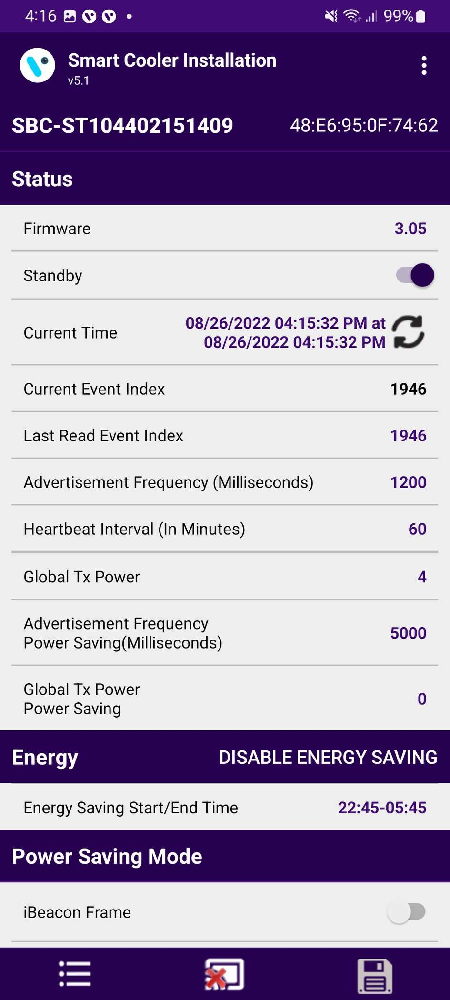 4:16
99%
Smart Cooler Installation
v5.1
SBC-ST104402151409 48:E6:95:0F:74:62
Status
Firmware 3.05
Standby
Current Time 08/26/2022 04:15:32 PM at
08/26/2022 04:15:32 PM
Current Event Index 1946
Last Read Event Index 1946
Advertisement Frequency (Milliseconds) 1200
Heartbeat Interval (In Minutes) 60
Global Tx Power 4
Advertisement Frequency
Power Saving(Milliseconds) 5000
Global Tx Power
Power Saving 0
Energy DISABLE ENERGY SAVING
Energy Saving Start/End Time 22:45-05:45
Power Saving Mode
iBeacon Frame